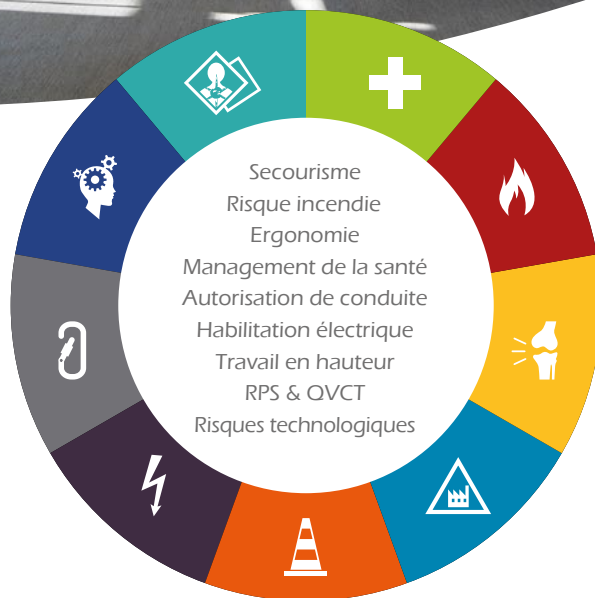 Secourisme
Risque incendie
Ergonomie
Management de la santé
Autorisation de conduite
Habilitation électrique
Travail en hauteur
RPS & QVCT
Risques technologiques